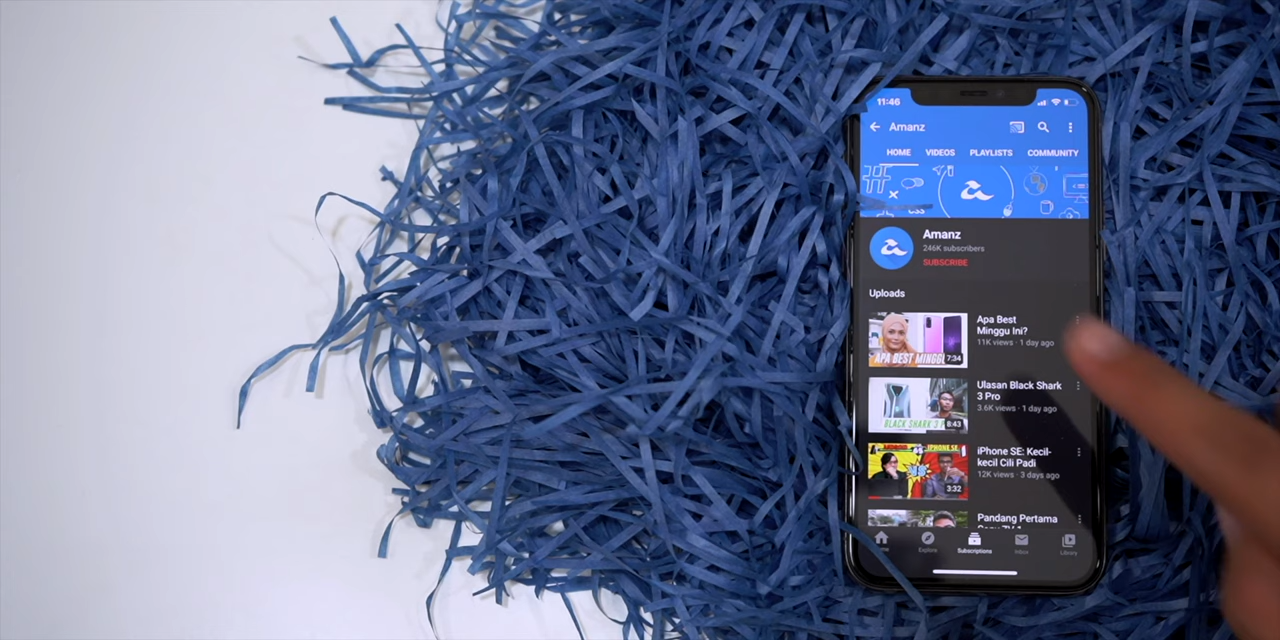 11:46
Amanz
HOME VIDEOS PLAYLISTS COMMUNITY
#
CSS
Amanz
246K subscribers
SUBSCRIBE
Uploads
Apa Best
Minggu Ini?
11K views · 1 day ago
APA BEST MINGGU
7:34
Ulasan Black Shark
3 Pro
3.6K views · 1 day ago
BLACK SHARK 3 P
8:43
iPhone SE: Kecil-
kecil Cili Padi
12K views · 3 days ago
IPHONE SE
3:32
Pandang Pertama
Explore Subscriptions Inbox Library